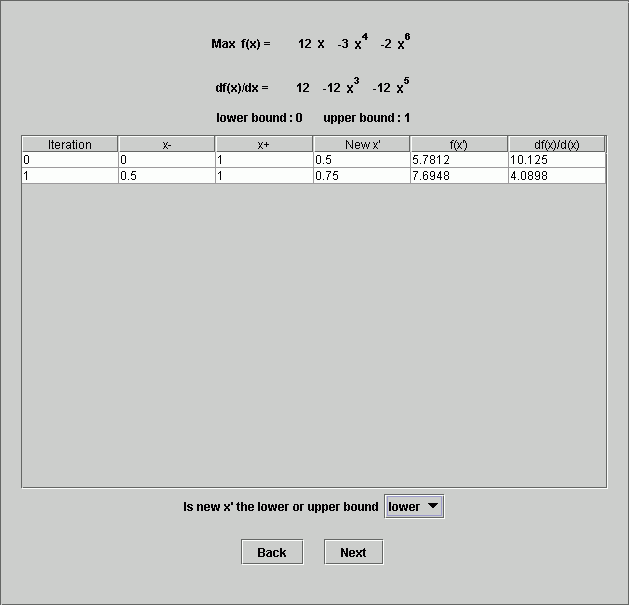 Max f(x) = 12 x -3 x^4 -2 x^6
df(x)/dx = 12 -12 x^3 -12 x^5
lower bound : 0 upper bound : 1
Iteration x- x+ New x' f(x') df(x)/d(x)
0 0 1 0.5 5.7812 10.125
1 0.5 1 0.75 7.6948 4.0898
Is new x' the lower or upper bound lower
Back Next